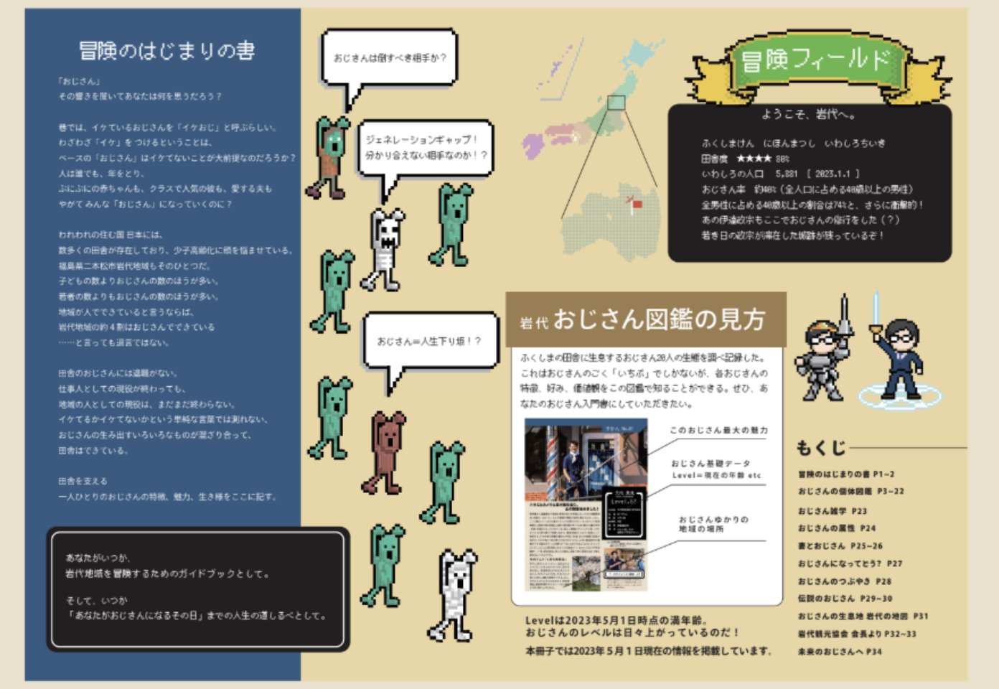 冒険のはじまりの書
「おじさん」
その響きを聞いてあなたは何を思うだろう？
巷では、イケているおじさんを「イケおじ」と呼ぶらしい。
わざわざ「イケ」をつけるということは、
ベースの「おじさん」はイケてないことが大前提なのだろうか？
人は誰でも、年をとり、
ぷにぷにの赤ちゃんも、クラスで人気の彼も、愛する夫も
やがてみんな「おじさん」になっていくのに？
われわれの住む国 日本には、
数多くの田舎が存在しており、少子高齢化に頭を悩ませている。
福島県二本松市岩代地域もそのひとつだ。
子どもの数よりおじさんの数のほうが多い。
若者の数よりもおじさんの数のほうが多い。
地域が人でできていると言うならば、
岩代地域の約４割はおじさんでできている
……と言っても過言ではない。
田舎のおじさんには退職がない。
仕事人としての現役が終わっても、
地域の人としての現役は、まだまだ終わらない。
イケてるかイケてないかという単純な言葉では測れない、
おじさんの生み出すいろいろなものが混ざり合って、
田舎はできている。
田舎を支える
一人ひとりのおじさんの特徴、魅力、生き様をここに記す。
あなたがいつか、
岩代地域を冒険するためのガイドブックとして。
そして、いつか
「あなたがおじさんになるその日」までの人生の道しるべとして。
おじさんは倒すべき相手か？
ジェネレーションギャップ！
分かり合えない相手なのか！？
おじさん＝人生下り坂！？
冒険フィールド
ようこそ、岩代へ。
ふくしまけん にほんまつし いわしろちいき
田舎度 ★★★★ 80%
いわしろの人口 5,881 [ 2023.1.1 ]
おじさん率 約40%（全人口に占める40歳以上の男性）
全男性に占める40歳以上の割合は74%と、さらに衝撃的！
あの伊達政宗もここでおじさんの修行をした（？）
若き日の政宗が滞在した城跡が残っているぞ！
岩代 おじさん図鑑の見方
ふくしまの田舎に生息するおじさん20人の生態を調べ記録した。
これはおじさんのごく「いちぶ」でしかないが、各おじさんの
特徴、好み、価値観をこの図鑑で知ることができる。ぜひ、あ
なたのおじさん入門書にしていただきたい。
このおじさん最大の魅力
おじさん基礎データ
Level＝現在の年齢 etc
おじさんゆかりの
地域の場所
Levelは2023年5月1日時点の満年齢。
おじさんのレベルは日々上がっているのだ！
本冊子では2023年５月１日現在の情報を掲載しています。
もくじ
冒険のはじまりの書 P1~2
おじさんの個体図鑑 P3~22
おじさん雑学 P23
おじさんの属性 P24
妻とおじさん P25~26
おじさんになってとう？ P27
おじさんのつぶやき P28
伝説のおじさん P29~30
おじさんの生息地 岩代の地図 P31
岩代観光協会 会長より P32~33
未来のおじさんへ P34